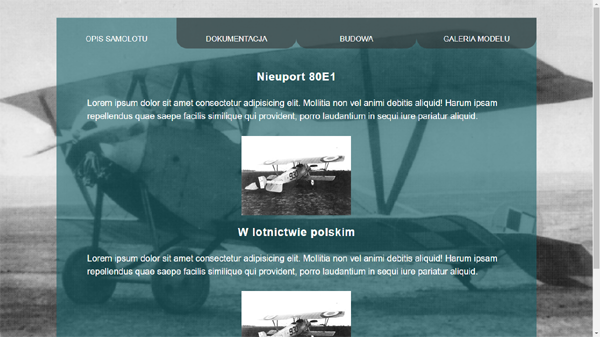 OPIS SAMOLOTU
DOKUMENTACJA
BUDOWA
GALERIA MODELU
Nieuport 80E1
Lorem ipsum dolor sit amet consectetur adipisicing elit. Mollitia non vel animi debitis aliquid! Harum ipsam
repellendus quae saepe facilis similique qui provident, porro laudantium in sequi iure pariatur aliquid.
W lotnictwie polskim
Lorem ipsum dolor sit amet consectetur adipisicing elit. Mollitia non vel animi debitis aliquid! Harum ipsam
repellendus quae saepe facilis similique qui provident, porro laudantium in sequi iure pariatur aliquid.